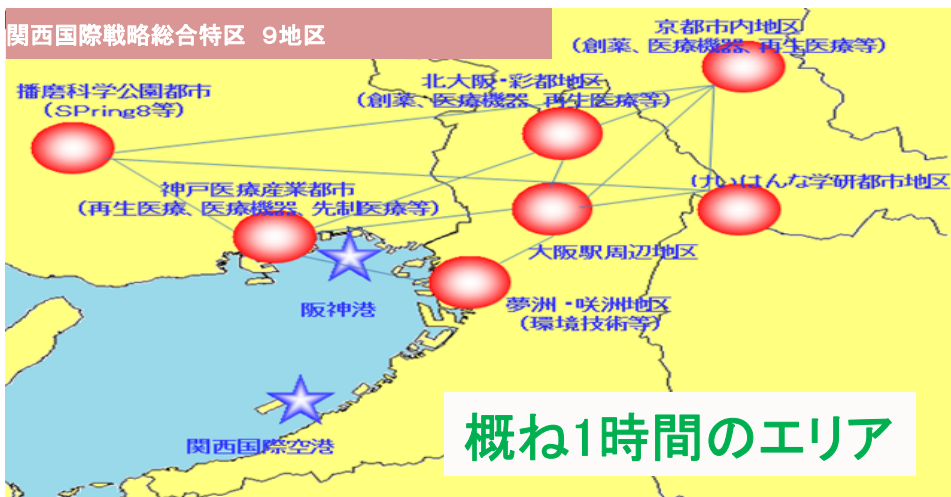 関西国際戦略総合特区 9地区
京都市内地区
(創薬、医療機器、再生医療等)
北大阪・彩都地区
(創薬、医療機器、再生医療等)
播磨科学公園都市
(SPring8等)
神戸医療産業都市
(再生医療、医療機器、先制医療等)
けいはんな学研都市地区
大阪駅周辺地区
阪神港
夢洲・咲洲地区
(環境技術等)
関西国際空港
概ね1時間のエリア